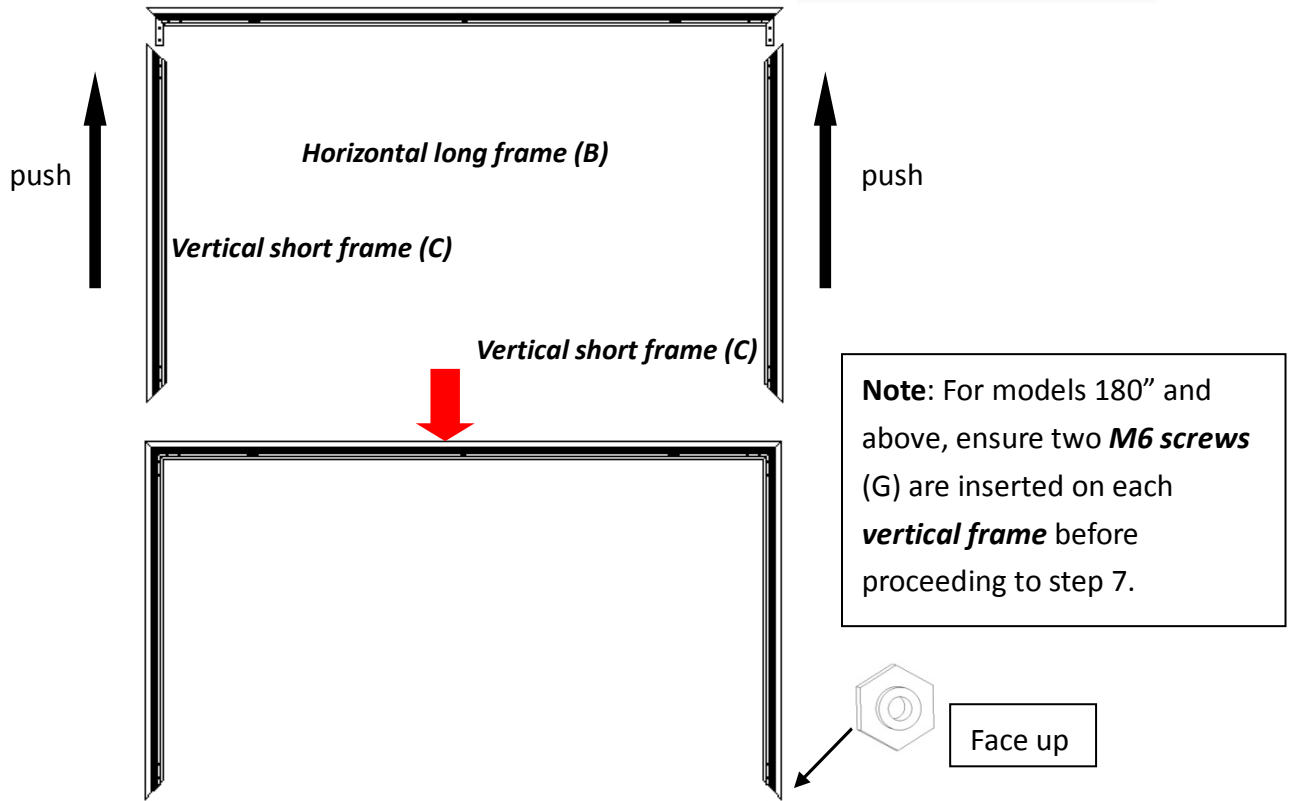 push
Horizontal long frame (B)
push
Vertical short frame (C)
Vertical short frame (C)
Note: For models 180” and
above, ensure two M6 screws
(G) are inserted on each
vertical frame before
proceeding to step 7.
Face up